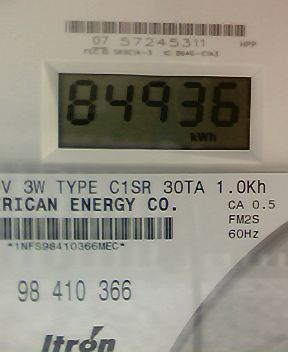 07 57245311 HPP
84936
kWh
V 3W TYPE C1SR 30TA 1.0Kh
RICAN ENERGY CO. CA 0.5
FM2S
*1NFS98410366MEC* 60Hz
98 410 366
Itron